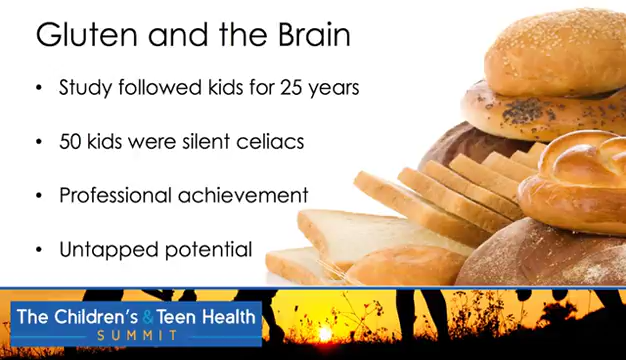 Gluten and the Brain
• Study followed kids for 25 years
• 50 kids were silent celiacs
• Professional achievement
• Untapped potential
The Children's & Teen Health
SUMMIT